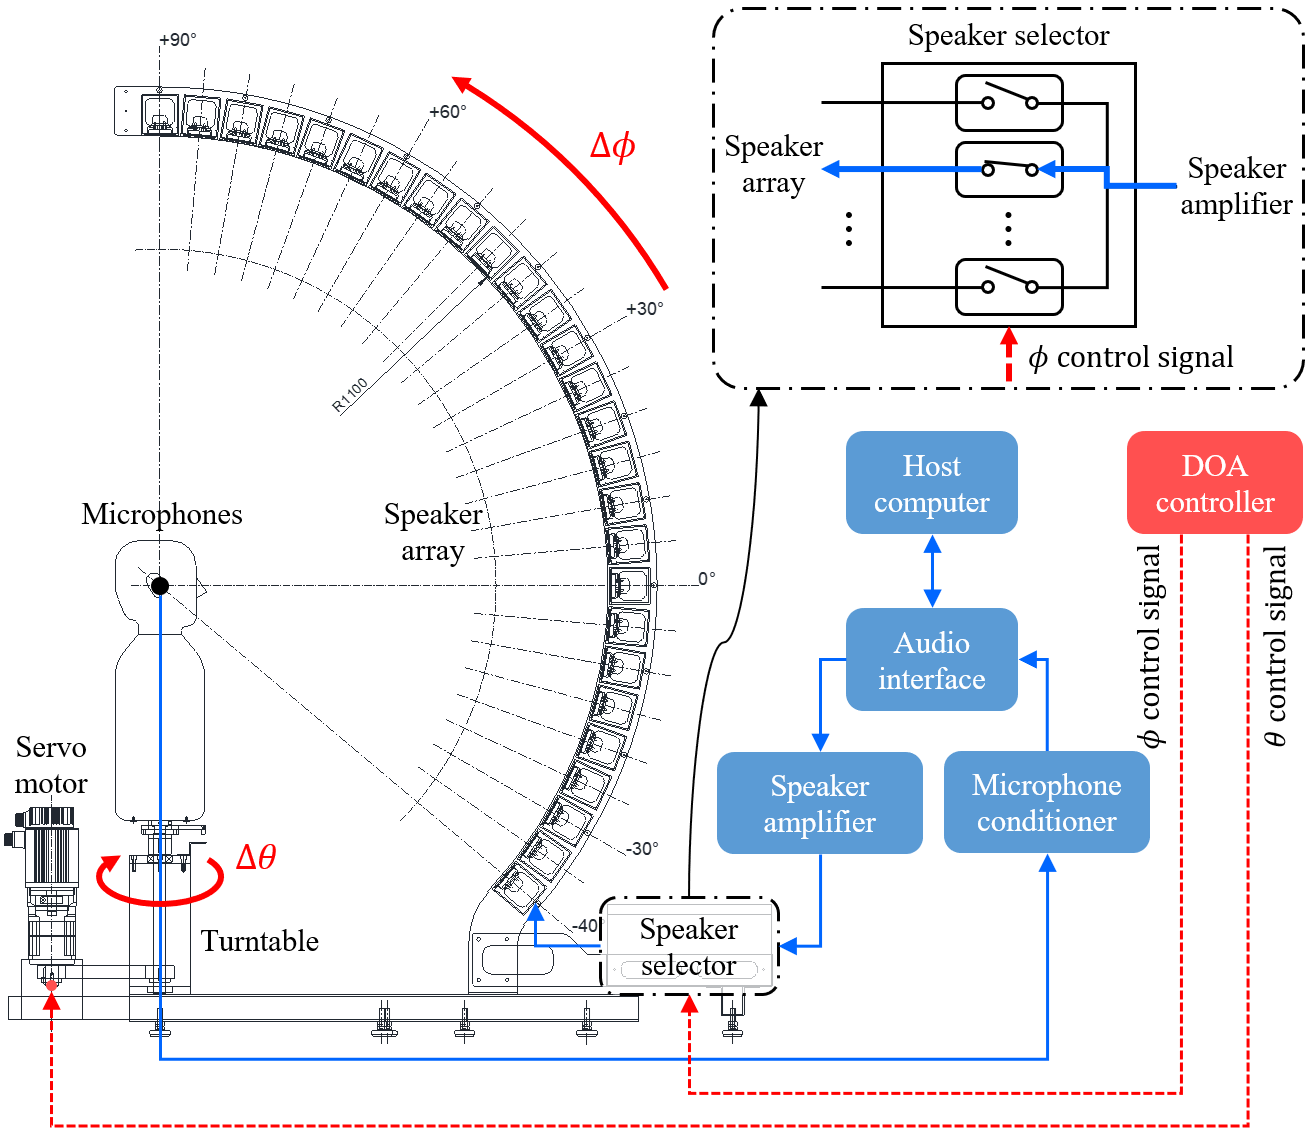 +90°
+60°
Δϕ
+30°
R1100
Microphones
Speaker
array
0°
Servo
motor
Δθ
Turntable
-30°
-40°
Speaker
selector
Speaker selector
Speaker
array
Speaker
amplifier
ϕ control signal
Host
computer
DOA
controller
Audio
interface
ϕ control signal
θ control signal
Speaker
amplifier
Microphone
conditioner